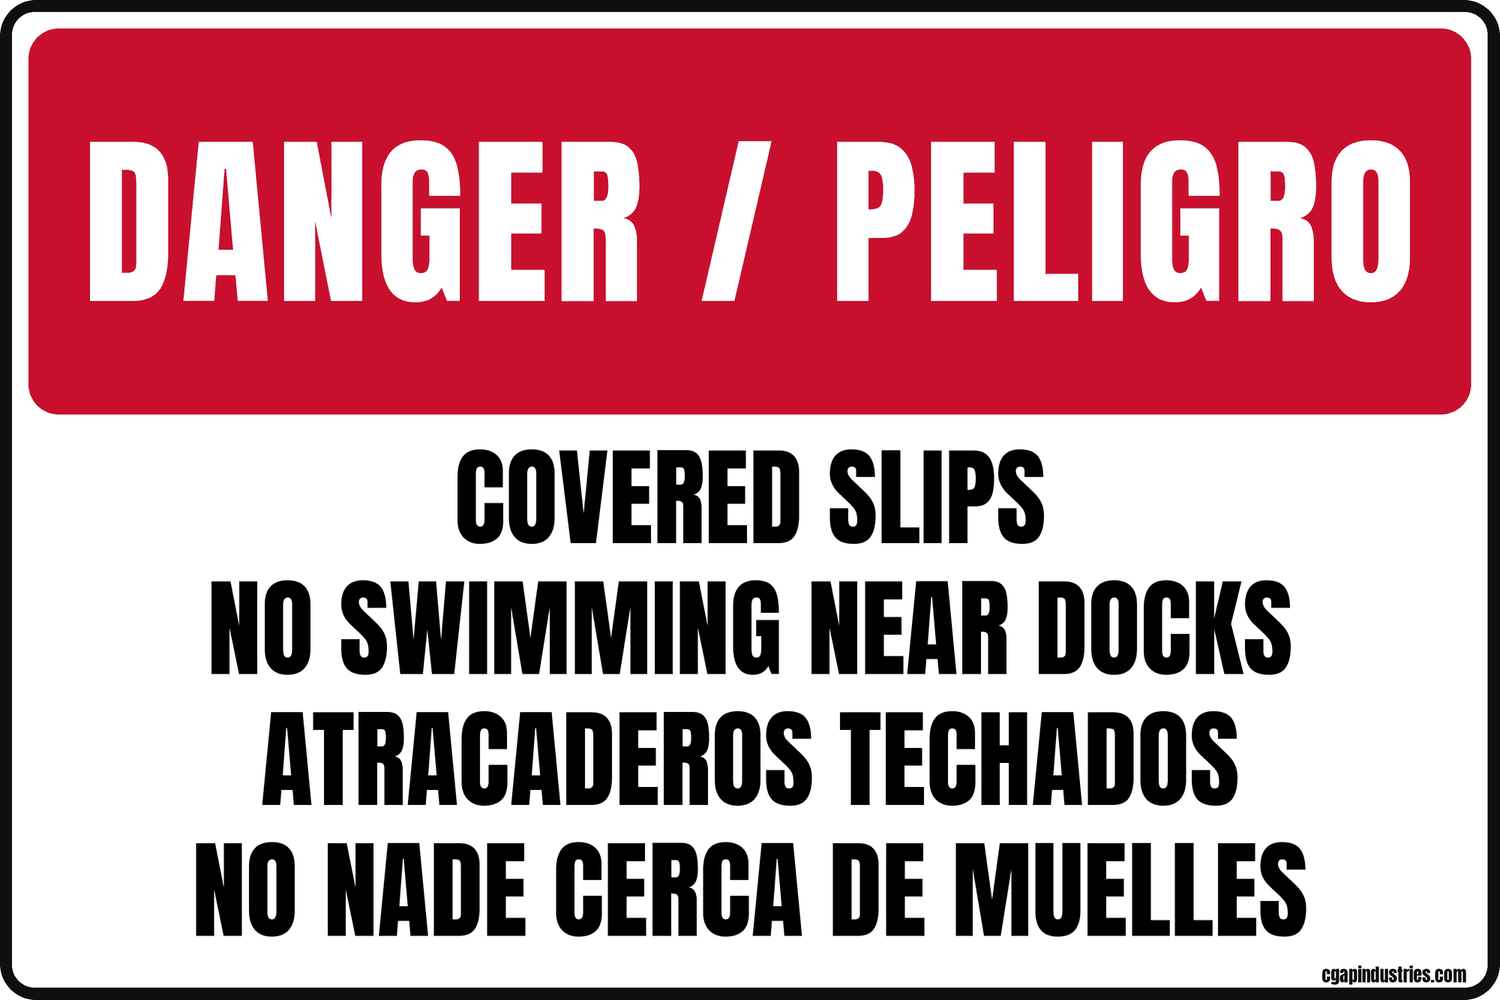 DANGER / PELIGRO
COVERED SLIPS
NO SWIMMING NEAR DOCKS
ATRACADEROS TECHADOS
NO NADE CERCA DE MUELLES
cgapindustries.com